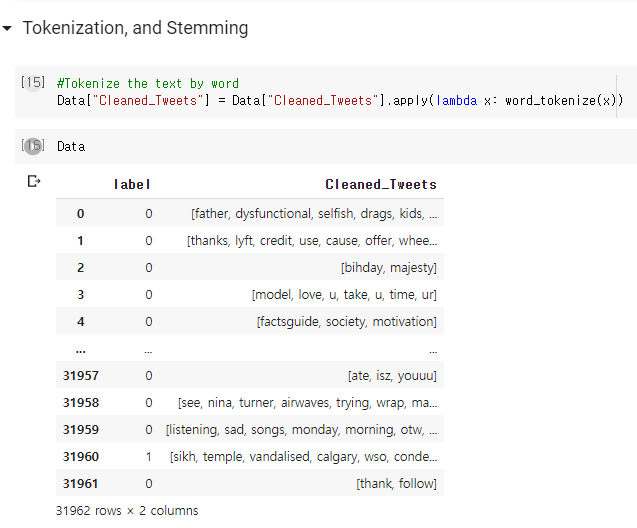 Tokenization, and Stemming
[15] #Tokenize the text by word
Data["Cleaned_Tweets"] = Data["Cleaned_Tweets"].apply(lambda x: word_tokenize(x))
[16] Data
label Cleaned_Tweets
0 0 [father, dysfunctional, selfish, drags, kids, ...
1 0 [thanks, lyft, credit, use, cause, offer, whee...
2 0 [bihday, majesty]
3 0 [model, love, u, take, u, time, ur]
4 0 [factsguide, society, motivation]
... ... ...
31957 0 [ate, isz, youuu]
31958 0 [see, nina, turner, airwaves, trying, wrap, ma...
31959 0 [listening, sad, songs, monday, morning, otw, ...
31960 1 [sikh, temple, vandalised, calgary, wso, conde...
31961 0 [thank, follow]
31962 rows × 2 columns